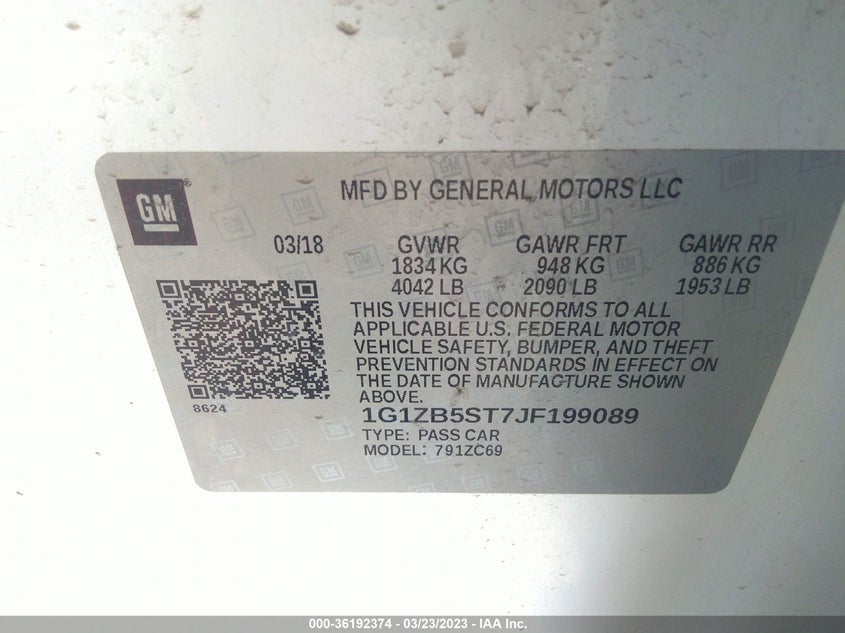 GM
MFD BY GENERAL MOTORS LLC
03/18 GVWR GAWR FRT GAWR RR
1834 KG 948 KG 886 KG
4042 LB 2090 LB 1953 LB
THIS VEHICLE CONFORMS TO ALL
APPLICABLE U.S. FEDERAL MOTOR
VEHICLE SAFETY, BUMPER, AND THEFT
PREVENTION STANDARDS IN EFFECT ON
THE DATE OF MANUFACTURE SHOWN
ABOVE.
8624
1G1ZB5ST7JF199089
TYPE: PASS CAR
MODEL: 791ZC69
000-36192374 - 03/23/2023 - IAA Inc.